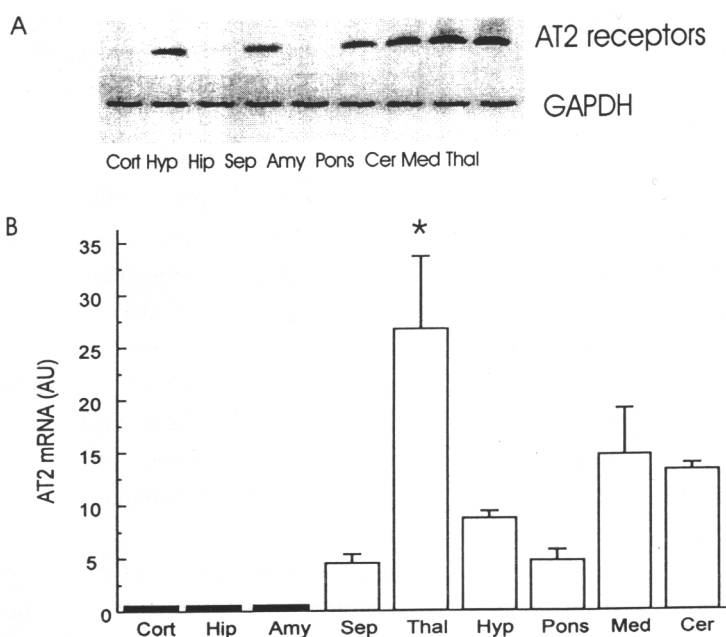 A
AT2 receptors
GAPDH
Cort Hyp Hip Sep Amy Pons Cer Med Thal
B
*
AT2 mRNA (AU)
35
30
25
20
15
10
5
0
Cort Hip Amy Sep Thal Hyp Pons Med Cer